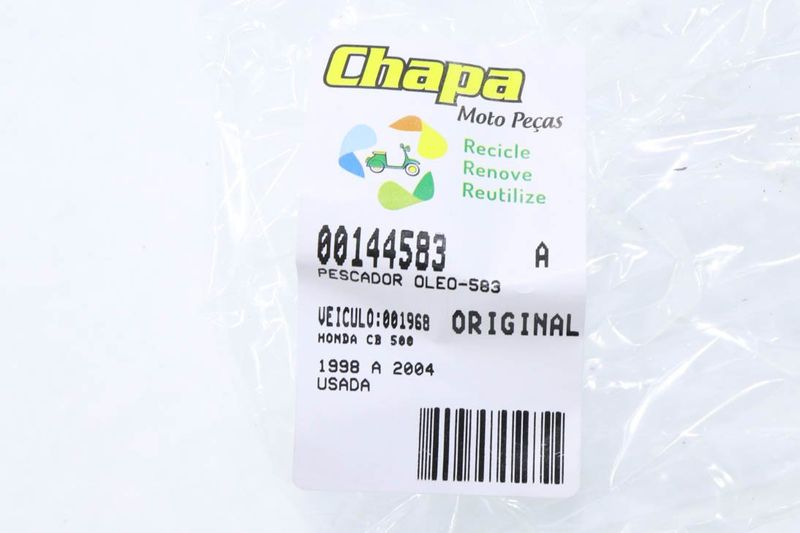 Chapa
Moto Peças
Recicle
Renove
Reutilize
00144583 A
PESCADOR OLEO-583
VEICULO:001968 ORIGINAL
HONDA CB 500
1998 A 2004
USADA